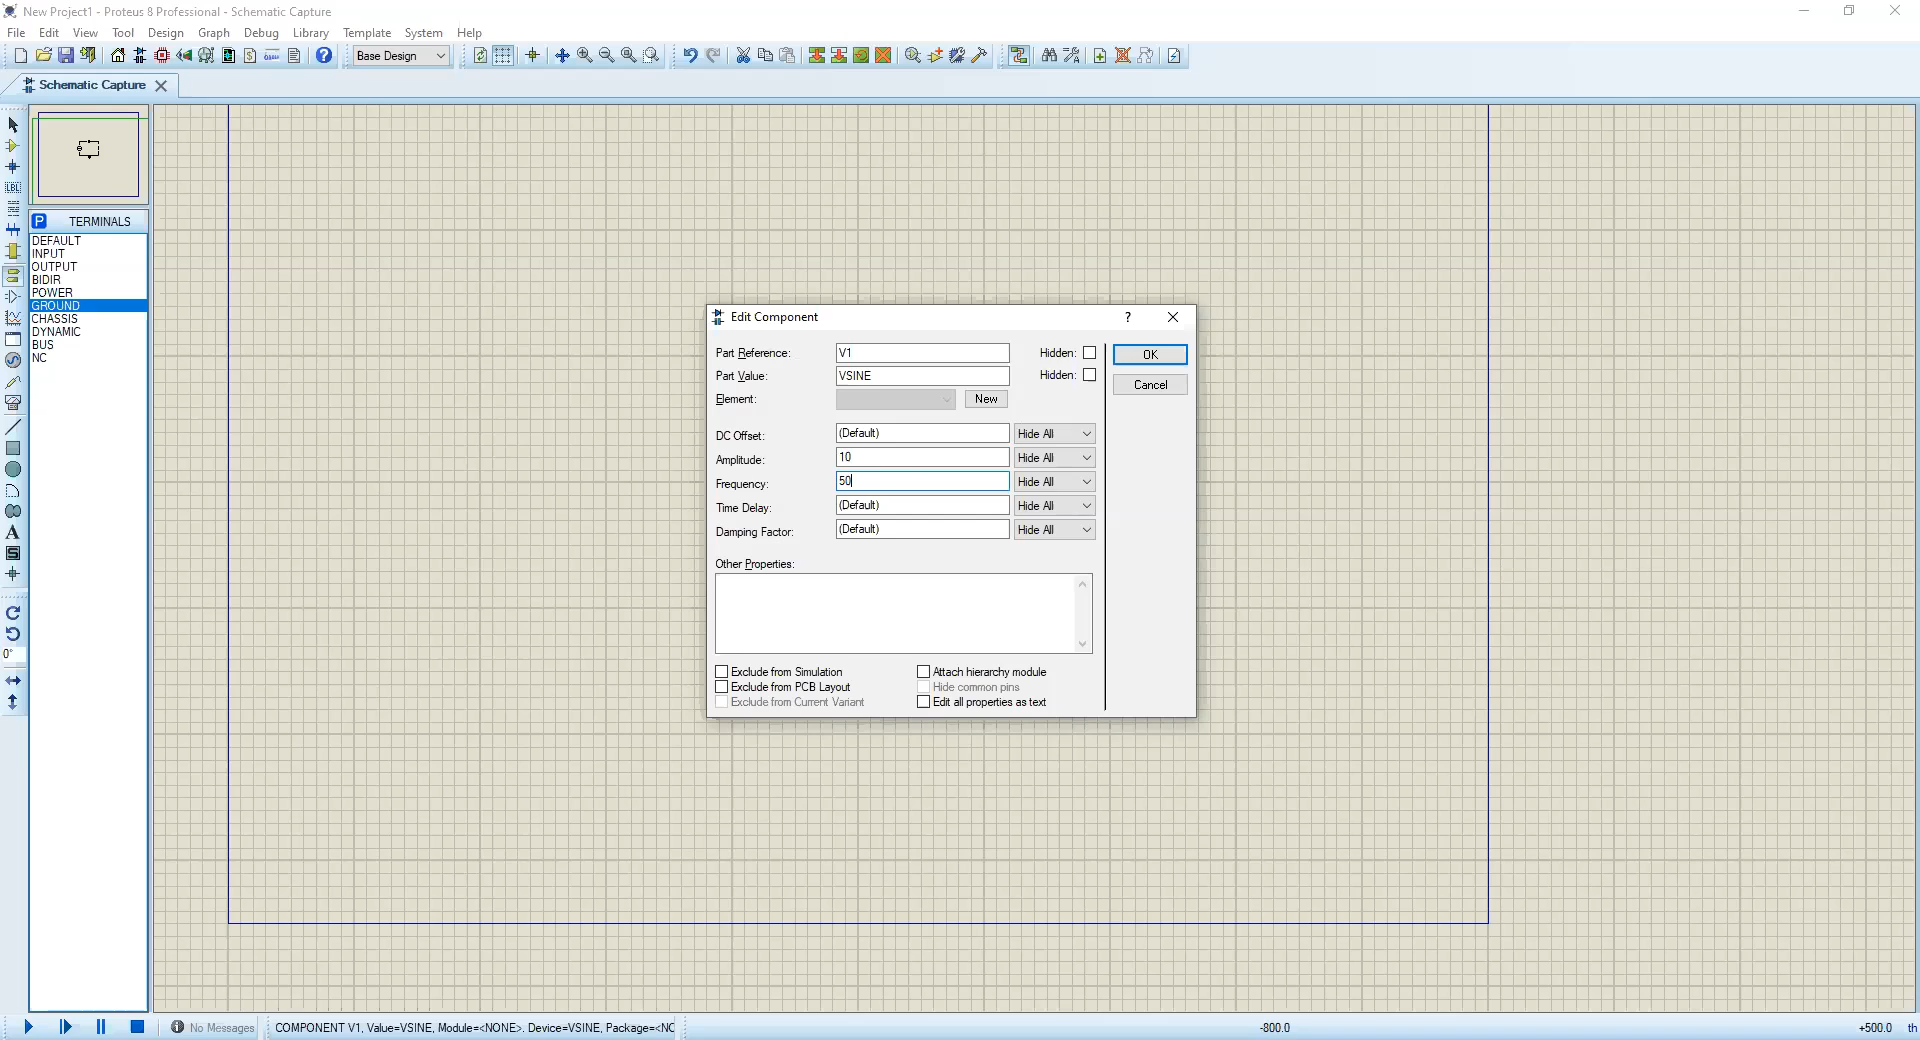 New Project1 - Proteus 8 Professional - Schematic Capture
File Edit View Tool Design Graph Debug Library Template System Help
Base Design
Schematic Capture
P TERMINALS
DEFAULT
INPUT
OUTPUT
BIDIR
POWER
GROUND
CHASSIS
DYNAMIC
BUS
NC
LBL
A
S
0°
Edit Component
?
Part Reference: V1 Hidden: OK
Part Value: VSINE Hidden: Cancel
Element: New
DC Offset: (Default) Hide All
Amplitude: 10 Hide All
Frequency: 50 Hide All
Time Delay: (Default) Hide All
Damping Factor: (Default) Hide All
Other Properties:
Exclude from Simulation Attach hierarchy module
Exclude from PCB Layout Hide common pins
Exclude from Current Variant Edit all properties as text
No Messages COMPONENT V1, Value=VSINE, Module=<NONE>. Device=VSINE, Package=<NO -800.0 +500.0 th